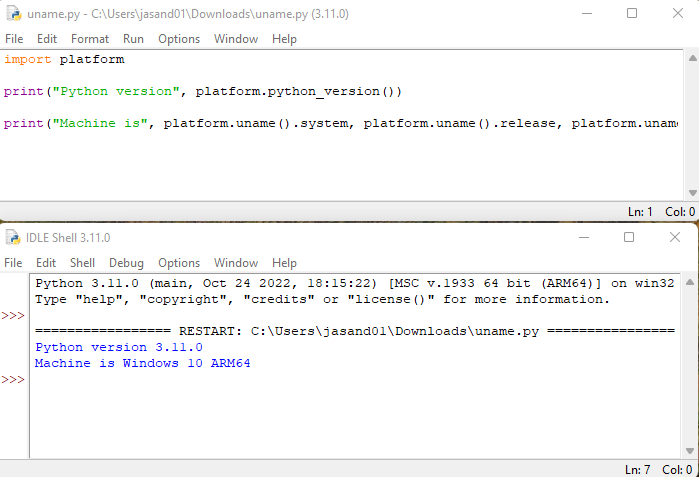 uname.py - C:\Users\jasand01\Downloads\uname.py (3.11.0)
File Edit Format Run Options Window Help
import platform
print("Python version", platform.python_version())
print("Machine is", platform.uname().system, platform.uname().release, platform.unam
Ln: 1 Col: 0
IDLE Shell 3.11.0
File Edit Shell Debug Options Window Help
Python 3.11.0 (main, Oct 24 2022, 18:15:22) [MSC v.1933 64 bit (ARM64)] on win32
Type "help", "copyright", "credits" or "license()" for more information.
>>>
================= RESTART: C:\Users\jasand01\Downloads\uname.py ================
Python version 3.11.0
Machine is Windows 10 ARM64
>>>
Ln: 7 Col: 0